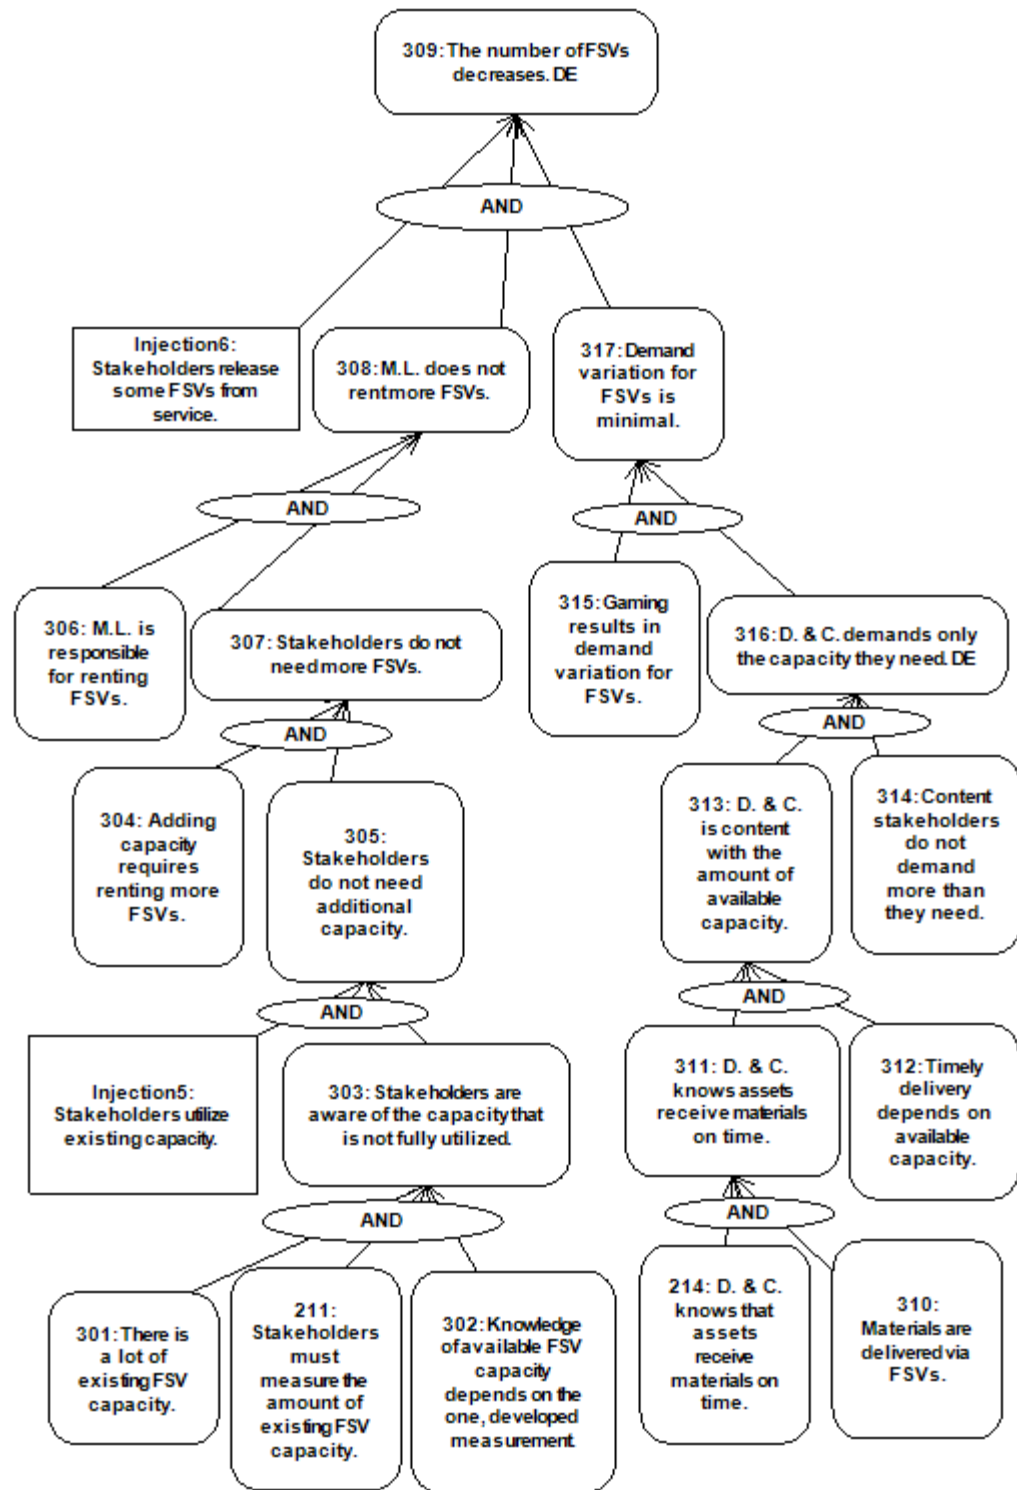 309: The number of FSVs
decreases. DE
AND
Injection6:
Stakeholders release
some FSVs from
service.
308: M.L. does not
rent more FSVs.
317: Demand
variation for
FSVs is
minimal.
AND
AND
306: M.L. is
responsible
for renting
FSVs.
307: Stakeholders do not
need more FSVs.
315: Gaming
results in
demand
variation for
FSVs.
316: D. & C. demands only
the capacity they need. DE
AND
AND
304: Adding
capacity
requires
renting more
FSVs.
305:
Stakeholders
do not need
additional
capacity.
313: D. & C.
is content
with the
amount of
available
capacity.
314: Content
stakeholders
do not
demand
more than
they need.
AND
AND
Injection5:
Stakeholders utilize
existing capacity.
303: Stakeholders are
aware of the capacity that
is not fully utilized.
311: D. & C.
knows assets
receive materials
on time.
312: Timely
delivery
depends on
available
capacity.
AND
AND
301: There is
a lot of
existing FSV
capacity.
211:
Stakeholders
must
measure the
amount of
existing FSV
capacity.
302: Knowledge
of available FSV
capacity
depends on the
one, developed
measurement.
214: D. & C.
knows that
assets
receive
materials on
time.
310:
Materials are
delivered via
FSVs.